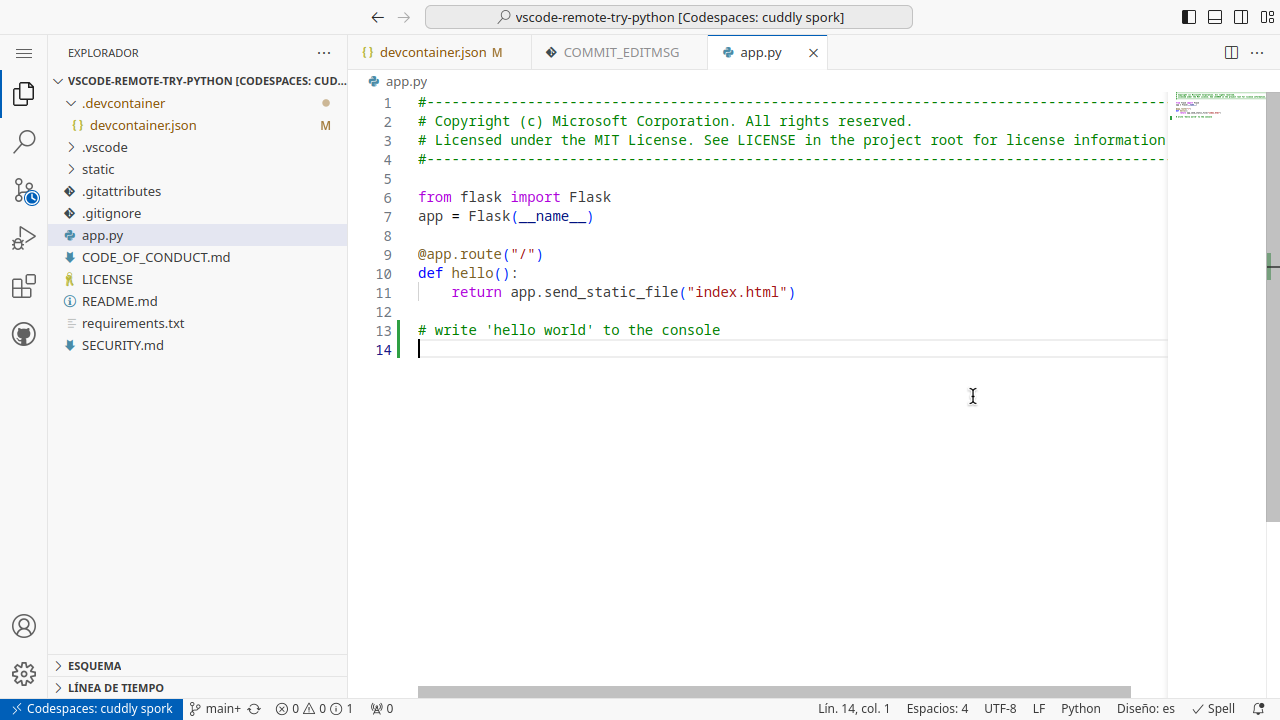 vscode-remote-try-python [Codespaces: cuddly spork]
EXPLORADOR
VSCODE-REMOTE-TRY-PYTHON [CODESPACES: CUD...
.devcontainer
devcontainer.json M
.vscode
static
.gitattributes
.gitignore
app.py
CODE_OF_CONDUCT.md
LICENSE
README.md
requirements.txt
SECURITY.md
ESQUEMA
LÍNEA DE TIEMPO
devcontainer.json M
COMMIT_EDITMSG
app.py
app.py
1 #----------------------------------------------------------------------------------------
2 # Copyright (c) Microsoft Corporation. All rights reserved.
3 # Licensed under the MIT License. See LICENSE in the project root for license information
4 #----------------------------------------------------------------------------------------
5
6 from flask import Flask
7 app = Flask(__name__)
8
9 @app.route("/")
10 def hello():
11     return app.send_static_file("index.html")
12
13 # write 'hello world' to the console
14
Codespaces: cuddly spork main+ 0 0 1 0 Lín. 14, col. 1 Espacios: 4 UTF-8 LF Python Diseño: es Spell